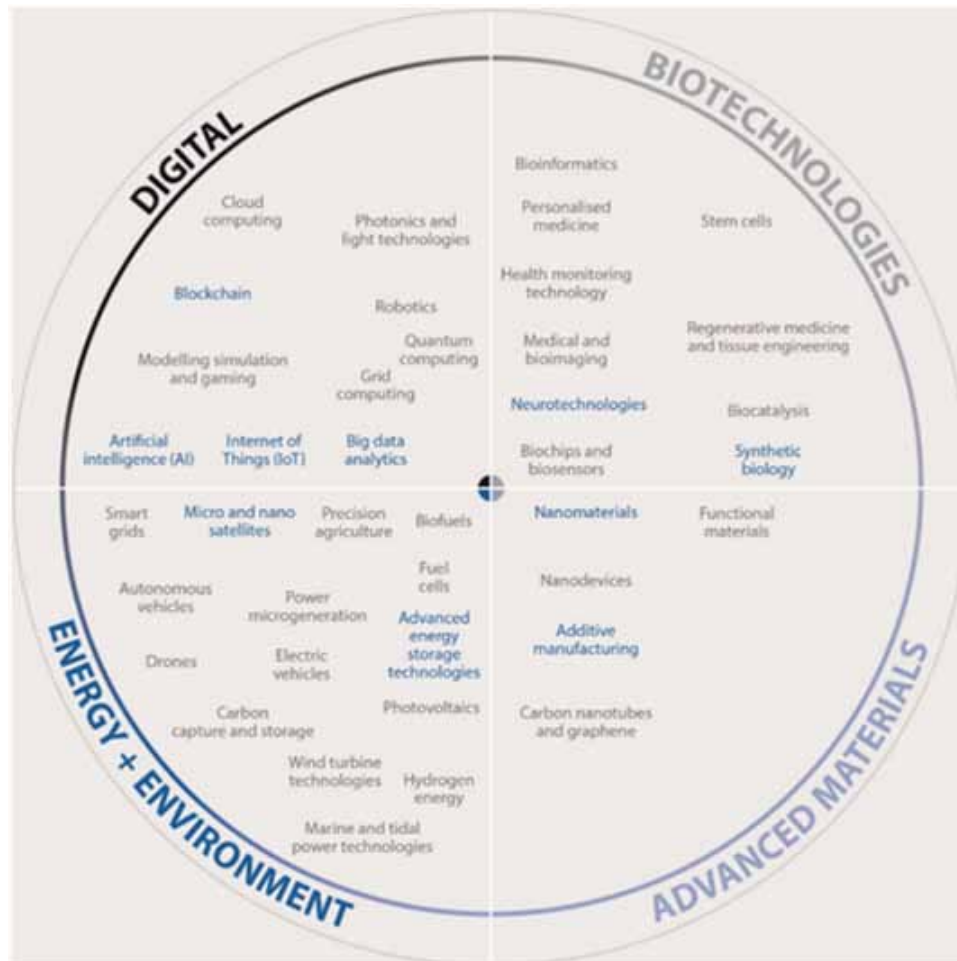 DIGITAL
Cloud
computing
Photonics and
light technologies
Blockchain
Robotics
Quantum
computing
Modelling simulation
and gaming
Grid
computing
Artificial
intelligence (AI)
Internet of
Things (IoT)
Big data
analytics
BIOTECHNOLOGIES
Bioinformatics
Personalised
medicine
Stem cells
Health monitoring
technology
Medical and
bioimaging
Regenerative medicine
and tissue engineering
Neurotechnologies
Biocatalysis
Biochips and
biosensors
Synthetic
biology
ENERGY + ENVIRONMENT
Smart
grids
Micro and nano
satellites
Precision
agriculture
Biofuels
Fuel
cells
Autonomous
vehicles
Power
microgeneration
Advanced
energy
storage
technologies
Drones
Electric
vehicles
Photovoltaics
Carbon
capture and storage
Wind turbine
technologies
Hydrogen
energy
Marine and tidal
power technologies
ADVANCED MATERIALS
Nanomaterials
Functional
materials
Nanodevices
Additive
manufacturing
Carbon nanotubes
and graphene